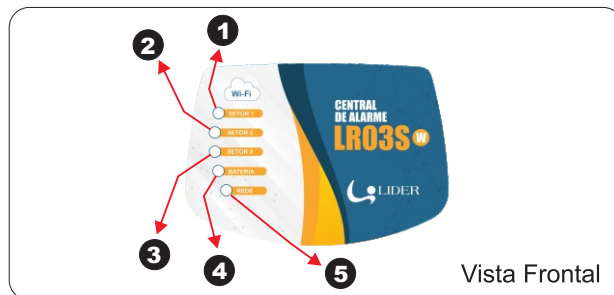 1
2
Wi-Fi
SETOR 1
SETOR 2
SETOR 3
BATERIA
REDE
CENTRAL
DE ALARME
LR03S W
LIDER
3
4
5
Vista Frontal